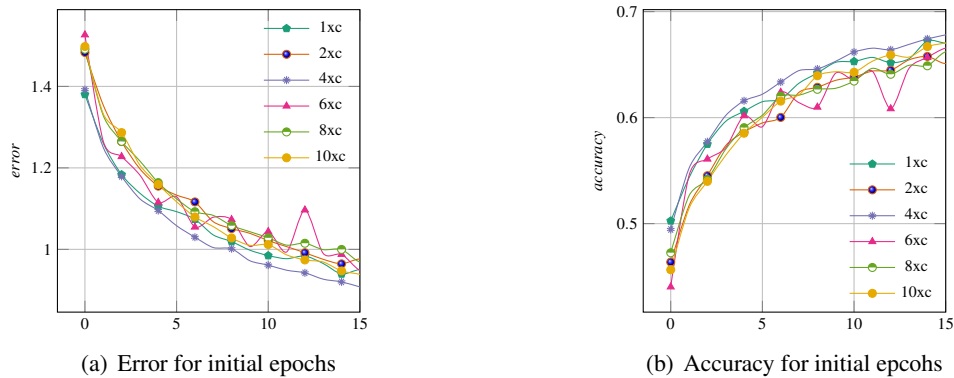 1.4
1.2
1
error
0
5
10
15
1xc
2xc
4xc
6xc
8xc
10xc
(a) Error for initial epochs
0.7
0.6
0.5
accuracy
0
5
10
15
1xc
2xc
4xc
6xc
8xc
10xc
(b) Accuracy for initial epcohs